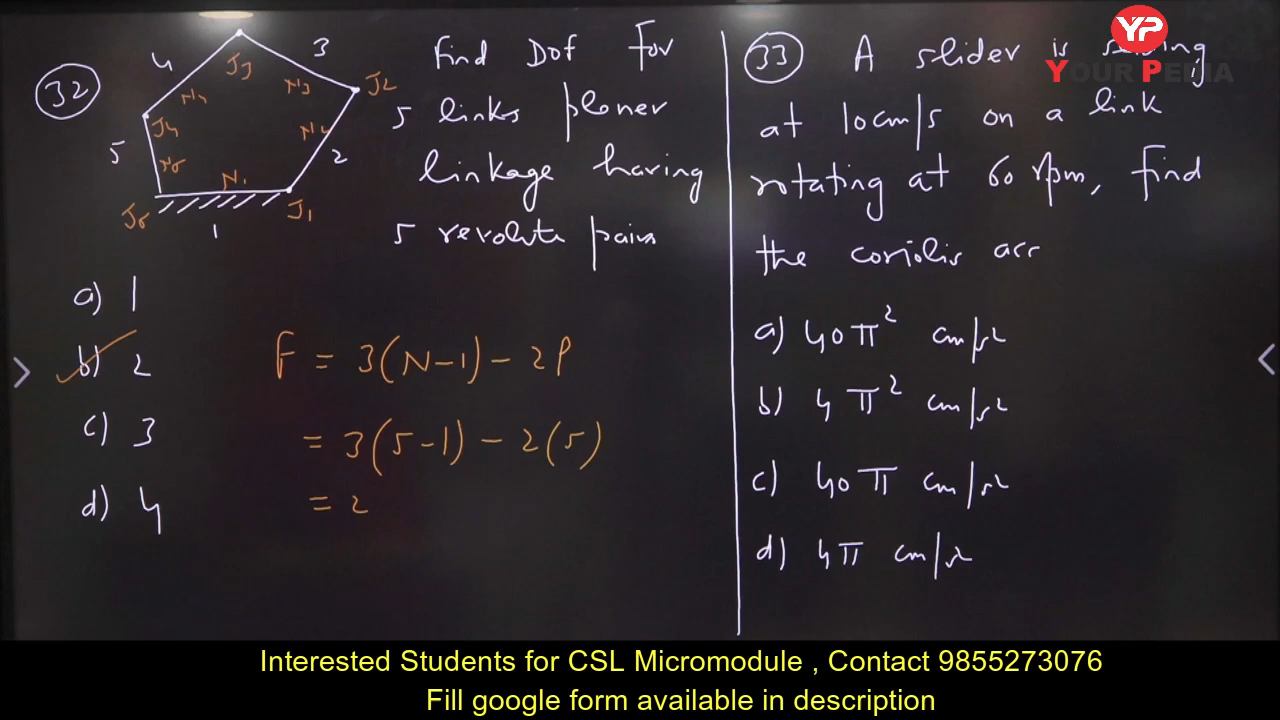 32
4
3
J3
N4
N3
J2
J4
N2
5
2
N5
N1
J5
J1
1
Find DoF For
5 links planer
linkage having
5 revolute pairs
a) 1
b) 2
c) 3
d) 4
F = 3(N-1) - 2P
= 3(5-1) - 2(5)
= 2
33 A slider is sliding
at 10cm/s on a link
rotating at 60 rpm, find
the coriolis acc
a) 40π² cm/s²
b) 4π² cm/s²
c) 40π cm/s²
d) 4π cm/s²
YP
YOUR PEDIA
Interested Students for CSL Micromodule , Contact 9855273076
Fill google form available in description